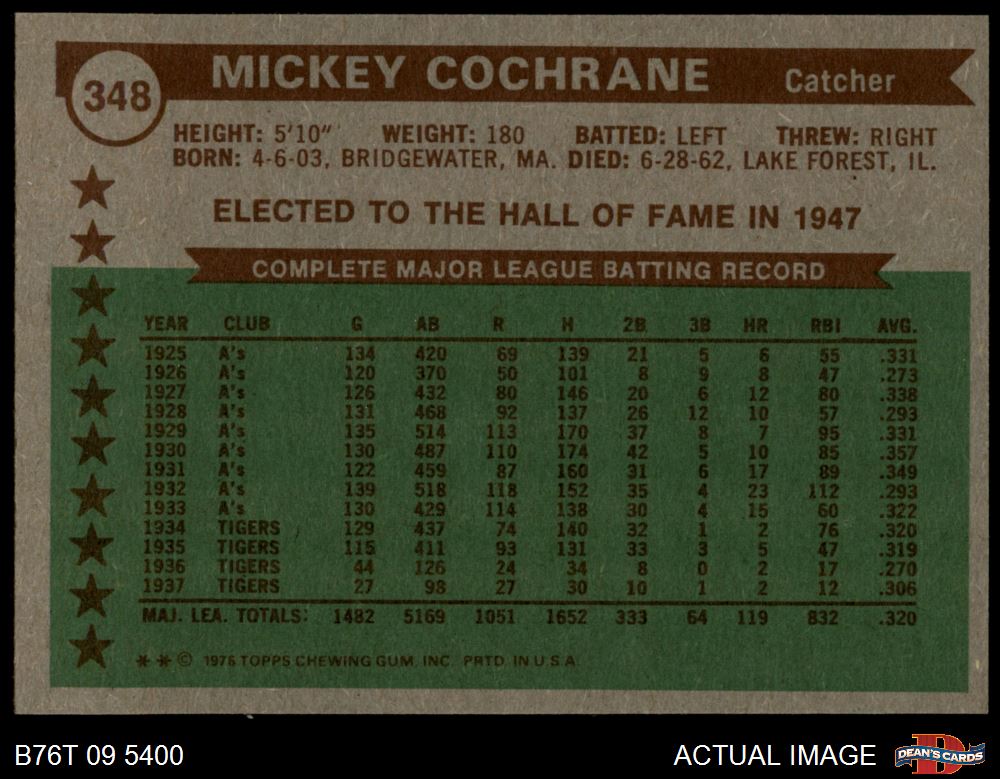 348
MICKEY COCHRANE Catcher
HEIGHT: 5'10" WEIGHT: 180 BATTED: LEFT THREW: RIGHT
BORN: 4-6-03, BRIDGEWATER, MA. DIED: 6-28-62, LAKE FOREST, IL.
ELECTED TO THE HALL OF FAME IN 1947
COMPLETE MAJOR LEAGUE BATTING RECORD
YEAR CLUB G AB R H 2B 3B HR RBI AVG.
1925 A's 134 420 69 139 21 5 6 55 .331
1926 A's 120 370 50 101 8 9 8 47 .273
1927 A's 126 432 80 146 20 6 12 80 .338
1928 A's 131 468 92 137 26 12 10 57 .293
1929 A's 135 514 113 170 37 8 7 95 .331
1930 A's 130 487 110 174 42 5 10 85 .357
1931 A's 122 459 87 160 31 6 17 89 .349
1932 A's 139 518 118 152 35 4 23 112 .293
1933 A's 130 429 114 138 30 4 15 60 .322
1934 TIGERS 129 437 74 140 32 1 2 76 .320
1935 TIGERS 115 411 93 131 33 3 5 47 .319
1936 TIGERS 44 126 24 34 8 0 2 17 .270
1937 TIGERS 27 98 27 30 10 1 2 12 .306
MAJ. LEA. TOTALS: 1482 5169 1051 1652 333 64 119 832 .320
** © 1976 TOPPS CHEWING GUM, INC. PRTD. IN U.S.A.
B76T 09 5400 ACTUAL IMAGE DEAN'S CARDS